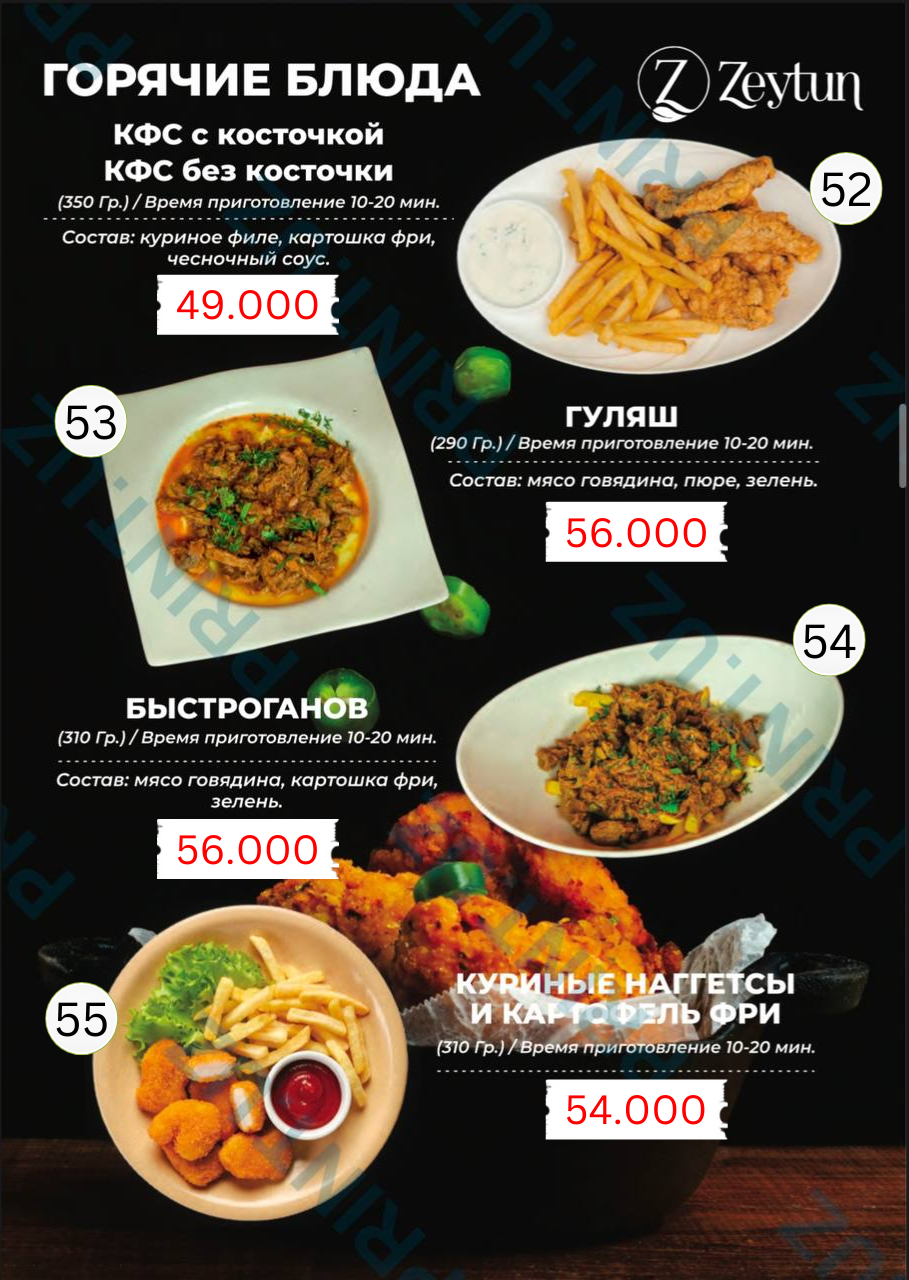 ГОРЯЧИЕ БЛЮДА
Zeytun
КФС с косточкой
КФС без косточки
(350 Гр.) / Время приготовление 10-20 мин.
Состав: куриное филе, картошка фри,
чесночный соус.
49.000
52
53
ГУЛЯШ
(290 Гр.) / Время приготовление 10-20 мин.
Состав: мясо говядина, пюре, зелень.
56.000
54
БЫСТРОГАНОВ
(310 Гр.) / Время приготовление 10-20 мин.
Состав: мясо говядина, картошка фри,
зелень.
56.000
55
КУРИНЫЕ НАГГЕТСЫ
И КАРТОФЕЛЬ ФРИ
(310 Гр.) / Время приготовление 10-20 мин.
54.000
PRINT.UZ